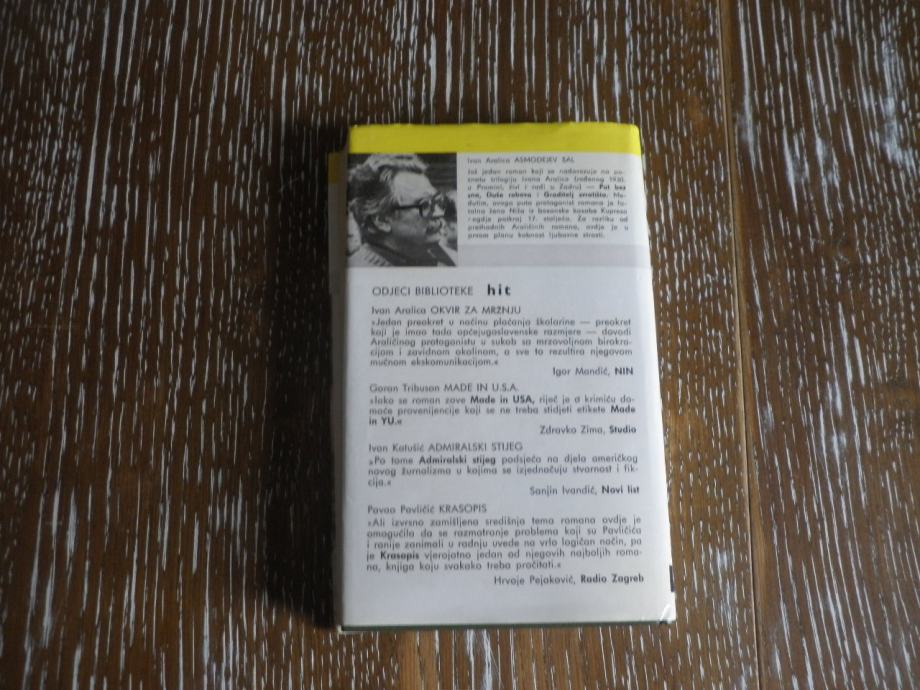 Ivan Aralica ASMODEJEV ŠAL
Još jedan roman koji se nadovezuje na po-
znatu trilogiju Ivana Aralice (rođenog 1930.
u Promini, živi i radi u Zadru) — Put bez
sna, Duše robova i Graditelj svratišta. Me-
đutim, ovoga puta protagonist romana je fa-
talna žena Niša iz bosanske kasabe Kupresa
negdje potkraj 17. stoljeća. Za razliku od
prethodnih Araličinih romana, ovdje je u
prvom planu kobnost ljubavne strasti.
ODJECI BIBLIOTEKE hit
Ivan Aralica OKVIR ZA MRŽNJU
»Jedan preokret u načinu plaćanja školarine — preokret
koji je imao tada općejugoslavenske razmjere — dovodi
Araličinog protagonistu u sukob sa mrzovoljnom birokra-
cijom i zavidnom okolinom, a sve to rezultira njegovom
mučnom ekskomunikacijom.«
Igor Mandić, NIN
Goran Tribuson MADE IN U.S.A.
»Iako se roman zove Made in USA, riječ je o krimiću do-
maće provenijencije koji se ne treba stidjeti etikete Made
in YU.«
Zdravko Zima, Studio
Ivan Katušić ADMIRALSKI STIJEG
»Po tome Admiralski stijeg podsjeća na djela američkog
novog žurnalizma u kojima se izjednačuju stvarnost i fik-
cija.«
Sanjin Ivandić, Novi list
Pavao Pavličić KRASOPIS
»Ali izvrsno zamišljena središnja tema romana ovdje je
omogućila da se razmatranje problema koji su Pavličića
i ranije zanimali u radnju uvede na vrlo logičan način, pa
je Krasopis vjerojatno jedan od njegovih najboljih roma-
na, knjiga koju svakako treba pročitati.«
Hrvoje Pejaković, Radio Zagreb